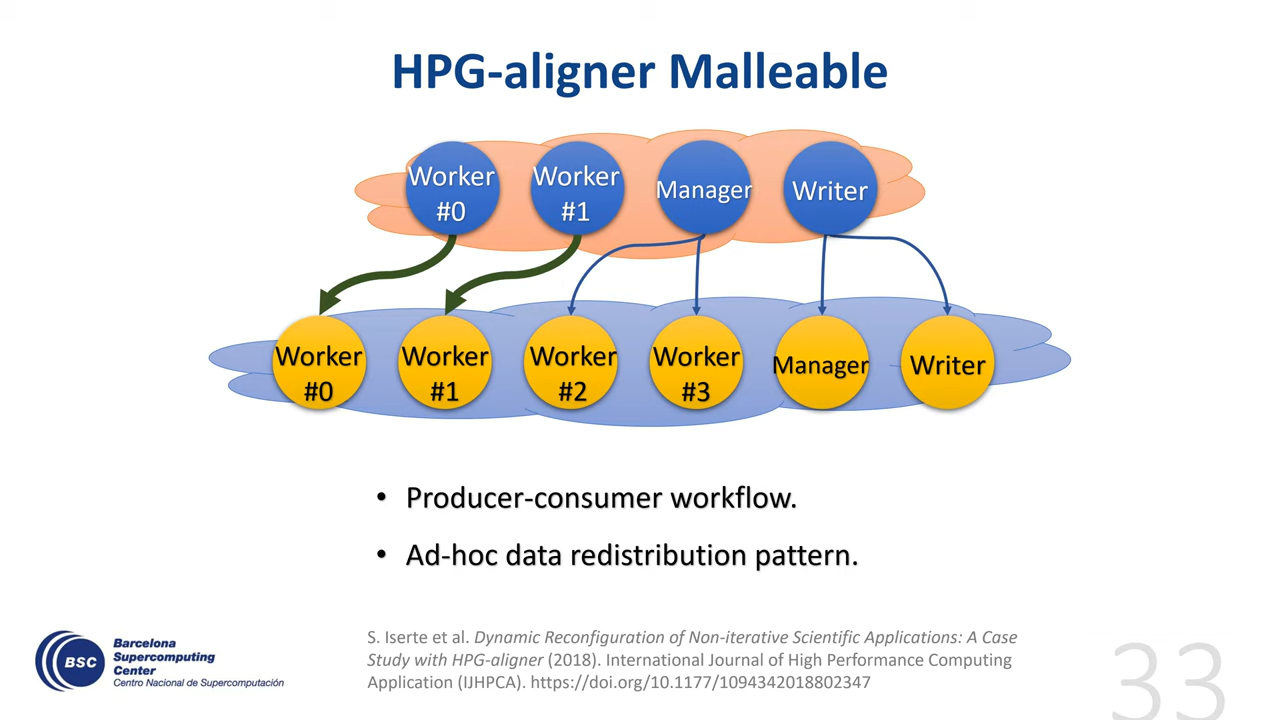 HPG-aligner Malleable
Worker
#0
Worker
#1
Manager
Writer
Worker
#0
Worker
#1
Worker
#2
Worker
#3
Manager
Writer
• Producer-consumer workflow.
• Ad-hoc data redistribution pattern.
S. Iserte et al. Dynamic Reconfiguration of Non-iterative Scientific Applications: A Case
Study with HPG-aligner (2018). International Journal of High Performance Computing
Application (IJHPCA). https://doi.org/10.1177/1094342018802347
BSC
Barcelona
Supercomputing
Center
Centro Nacional de Supercomputación
33